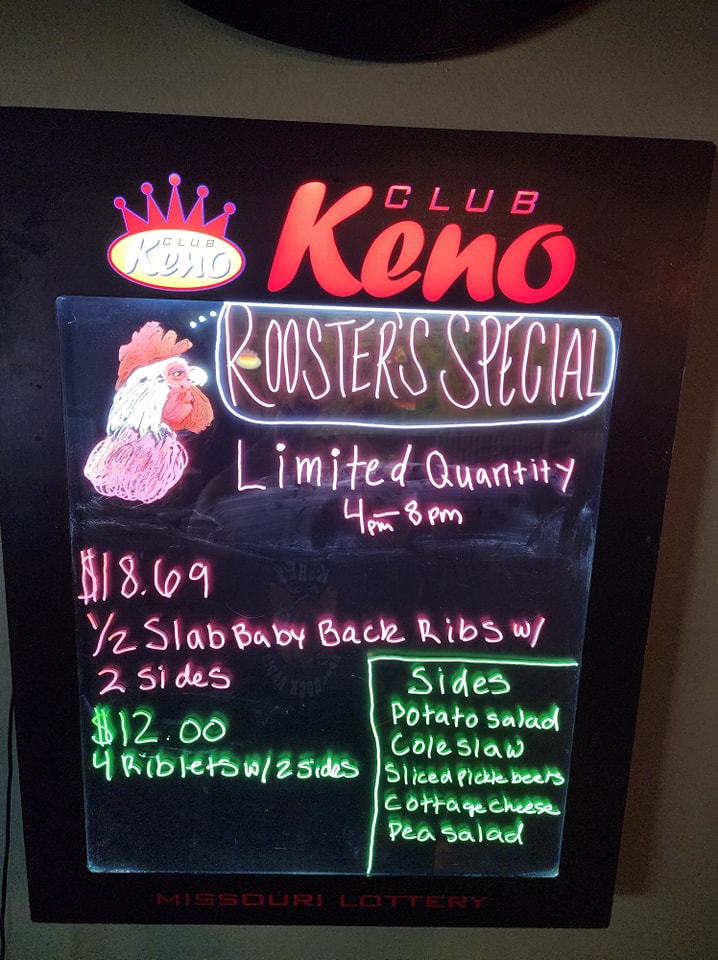 CLUB
Keno
CLUB
Keno
ROOSTER'S SPECIAL
Limited Quantity
4pm-8pm
$18.69
1/2 Slab Baby Back Ribs w/
2 sides
$12.00
4 Riblets w/2 sides
Sides
Potato salad
Coleslaw
Sliced Pickle beets
Cottage cheese
Pea salad
MISSOURI LOTTERY